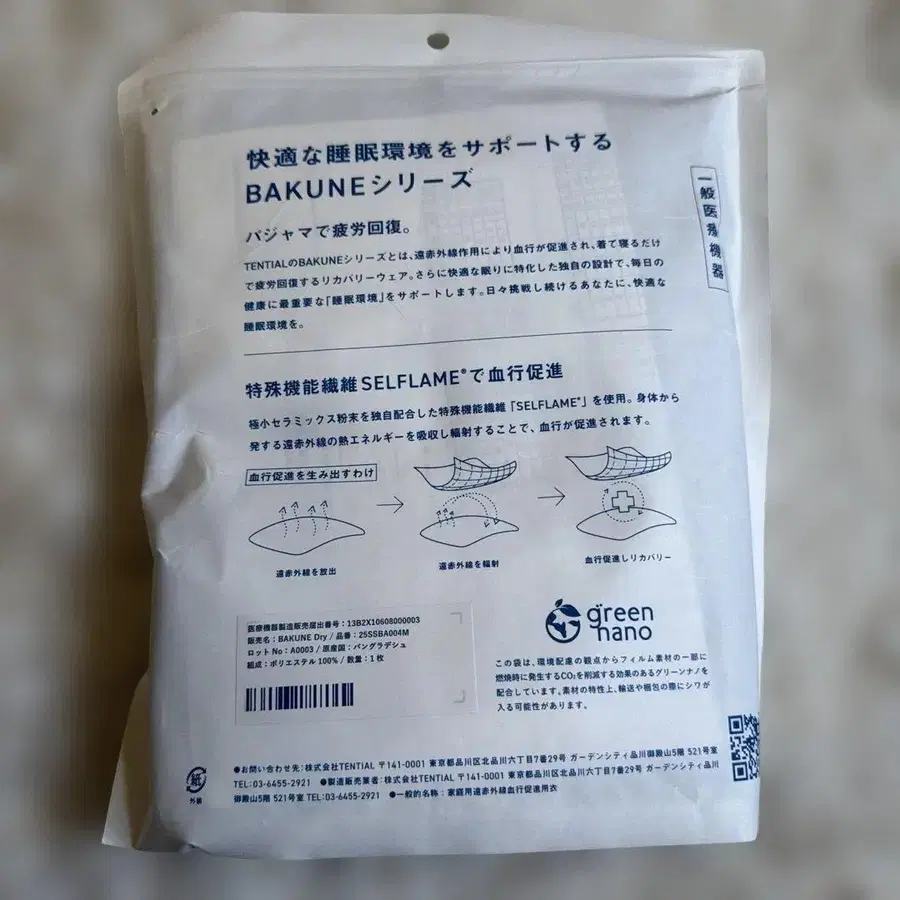 快適な睡眠環境をサポートする
BAKUNEシリーズ
一般医療機器
パジャマで疲労回復。
TENTIALのBAKUNEシリーズとは、遠赤外線作用により血行が促進され、着て寝るだけ
で疲労回復するリカバリーウェア。さらに快適な眠りに特化した独自の設計で、毎日の
健康に最重要な「睡眠環境」をサポートします。日々挑戦し続けるあなたに、快適な
睡眠環境を。
特殊機能繊維SELFLAME®で血行促進
極小セラミックス粉末を独自配合した特殊機能繊維「SELFLAME®」を使用。身体から
発する遠赤外線の熱エネルギーを吸収し輻射することで、血行が促進されます。
血行促進を生み出すわけ
遠赤外線を放出
遠赤外線を輻射
血行促進しリカバリー
医療機器製造販売届出番号：13B2X10608000003
販売名：BAKUNE Dry / 品番：25SSBA004M
ロットNo：A0003 / 原産国：バングラデシュ
組成：ポリエステル100% / 数量：1枚
green
nano
この袋は、環境配慮の観点からフィルム素材の一部に
燃焼時に発生するCO₂を削減する効果のあるグリーンナノを
配合しています。素材の特性上、輸送や梱包の際にシワが
入る可能性があります。
紙
外装
●お問い合わせ先：株式会社TENTIAL 〒141-0001 東京都品川区北品川六丁目7番29号 ガーデンシティ品川御殿山5階 521号室
TEL：03-6455-2921 ●製造販売業者：株式会社TENTIAL 〒141-0001 東京都品川区北品川六丁目7番29号 ガーデンシティ品川
御殿山5階 521号室 TEL：03-6455-2921 ●一般的名称：家庭用遠赤外線血行促進用衣